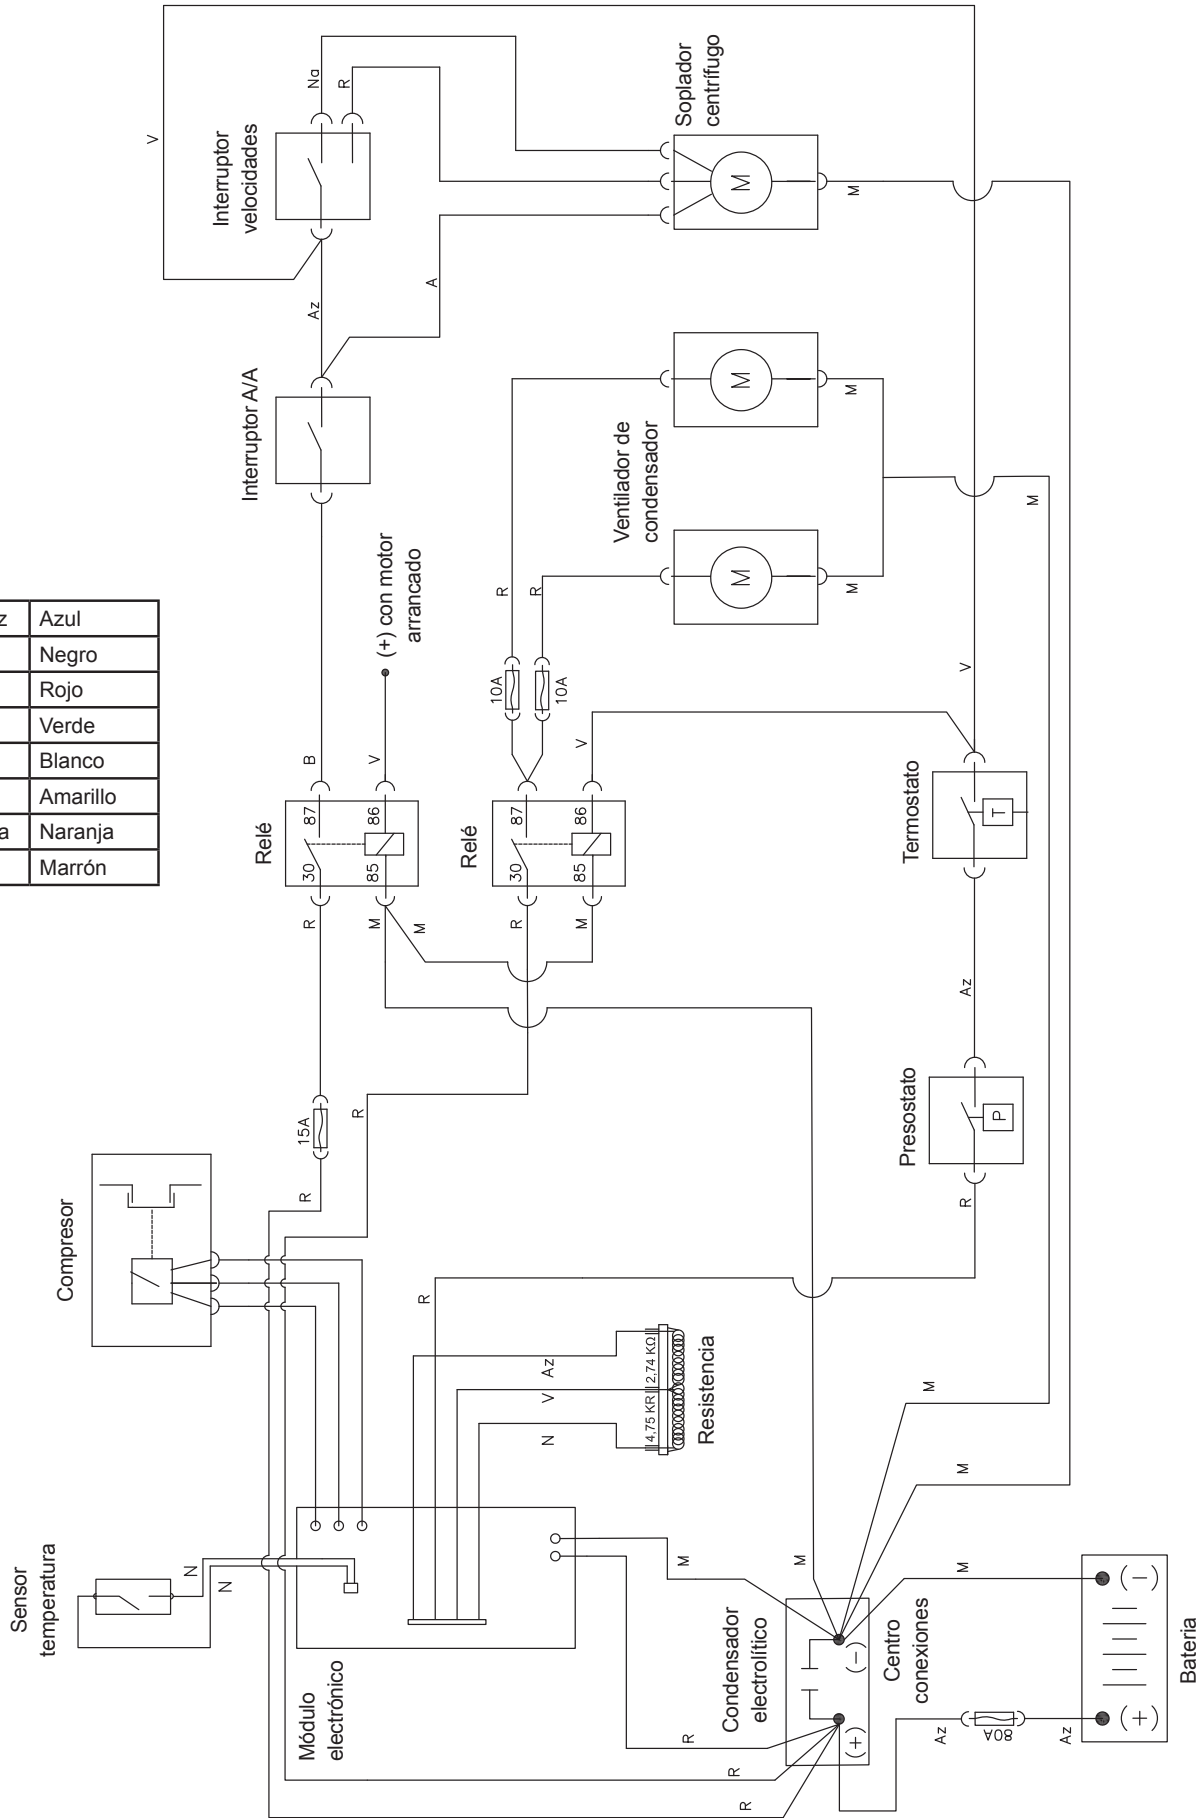 z Azul
Negro
Rojo
Verde
Blanco
Amarillo
a Naranja
Marrón
Sensor
temperatura
N
N
Módulo
electrónico
Compresor
R
15A
R
R
Relé
30
87
85
86
B
M
M
V
(+) con motor
arrancado
Interruptor A/A
Az
A
Interruptor
velocidades
V
Na
R
Soplador
centrífugo
M
M
Relé
30
87
85
86
R
M
V
10A
10A
R
R
Ventilador de
condensador
M
M
M
M
M
V
Termostato
T
Az
Presostato
P
R
R
Az
V
N
4,75 KR
2,74 KΩ
Resistencia
M
R
R
R
M
M
M
M
Condensador
electrolítico
(+)
(-)
Centro
conexiones
Az
80A
Az
(+)
(-)
Bateria